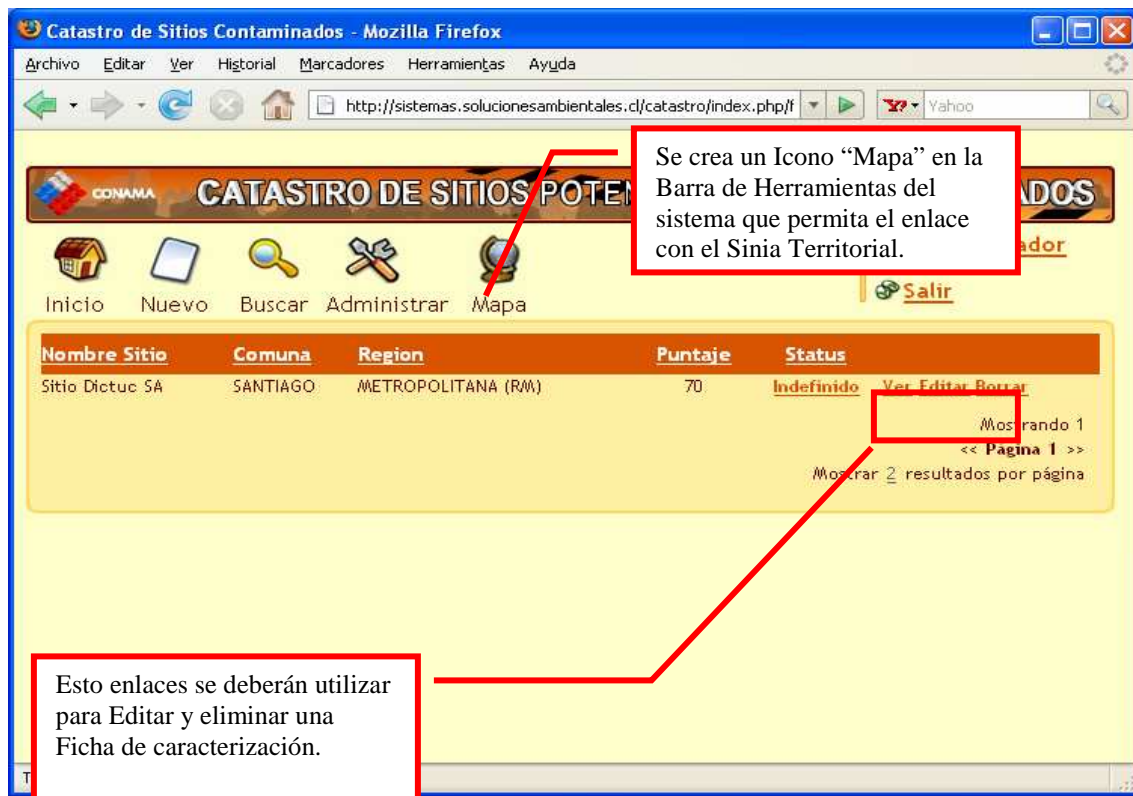 Catastro de Sitios Contaminados - Mozilla Firefox
Archivo Editar Ver Historial Marcadores Herramientas Ayuda
http://sistemas.solucionesambientales.cl/catastro/index.php/f Yahoo
Se crea un Icono “Mapa” en la
Barra de Herramientas del
sistema que permita el enlace
con el Sinia Territorial.
CONAMA CATASTRO DE SITIOS POTEN ADOS
ador
Salir
Inicio Nuevo Buscar Administrar Mapa
Nombre Sitio Comuna Region Puntaje Status
Sitio Dictuc SA SANTIAGO METROPOLITANA (RM) 70 Indefinido Ver Editar Borrar
Mostrando 1
<< Pagina 1 >>
Mostrar 2 resultados por página
Esto enlaces se deberán utilizar
para Editar y eliminar una
Ficha de caracterización.
T